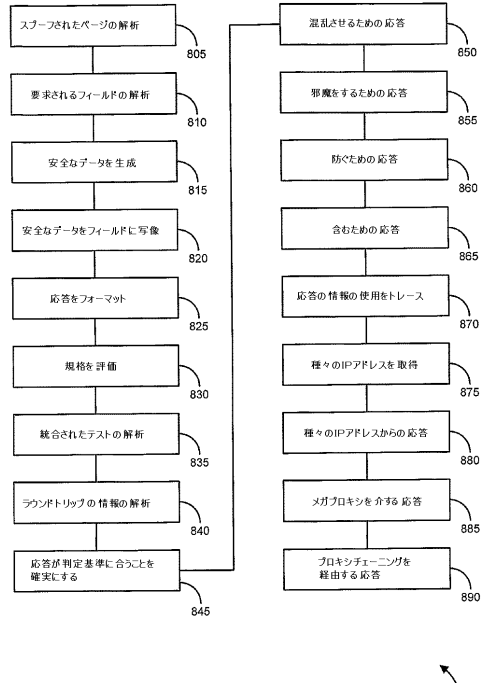 スプーフされたページの解析
805
要求されるフィールドの解析
810
安全なデータを生成
815
安全なデータをフィールドに写像
820
応答をフォーマット
825
規格を評価
830
統合されたテストの解析
835
ラウンドトリップの情報の解析
840
応答が判定基準に合うことを
確実にする
845
混乱させるための応答
850
邪魔をするための応答
855
防ぐための応答
860
含むための応答
865
応答の情報の使用をトレース
870
種々のIPアドレスを取得
875
種々のIPアドレスからの応答
880
メガプロキシを介する応答
885
プロキシチェーニングを
経由する応答
890